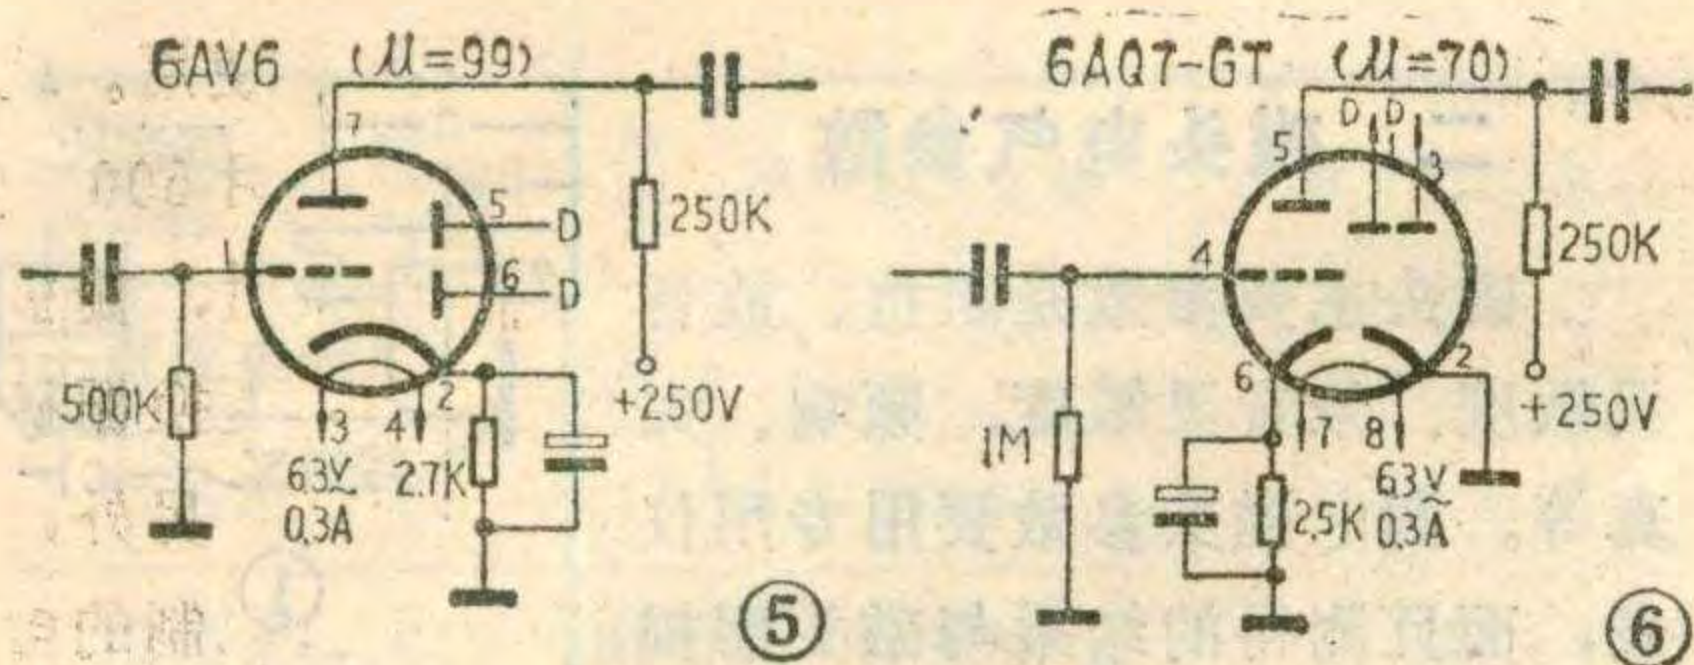 6AV6 (μ=99)
7
5
D
6
D
250K
1
500K
3
4
2
+250V
6.3V
0.3A
2.7K
⑤
6AQ7-GT (μ=70)
D D
5
1
3
250K
4
6
2
+250V
1M
7 8
6.3V
0.3A
2.5K
⑥